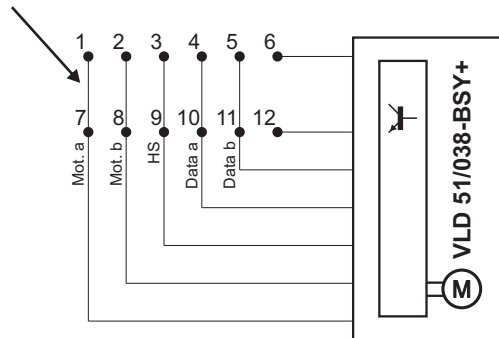 1 2 3 4 5 6
7 8 9 10 11 12
Mot. a
Mot. b
HS
Data a
Data b
VLD 51/038-BSY+
M